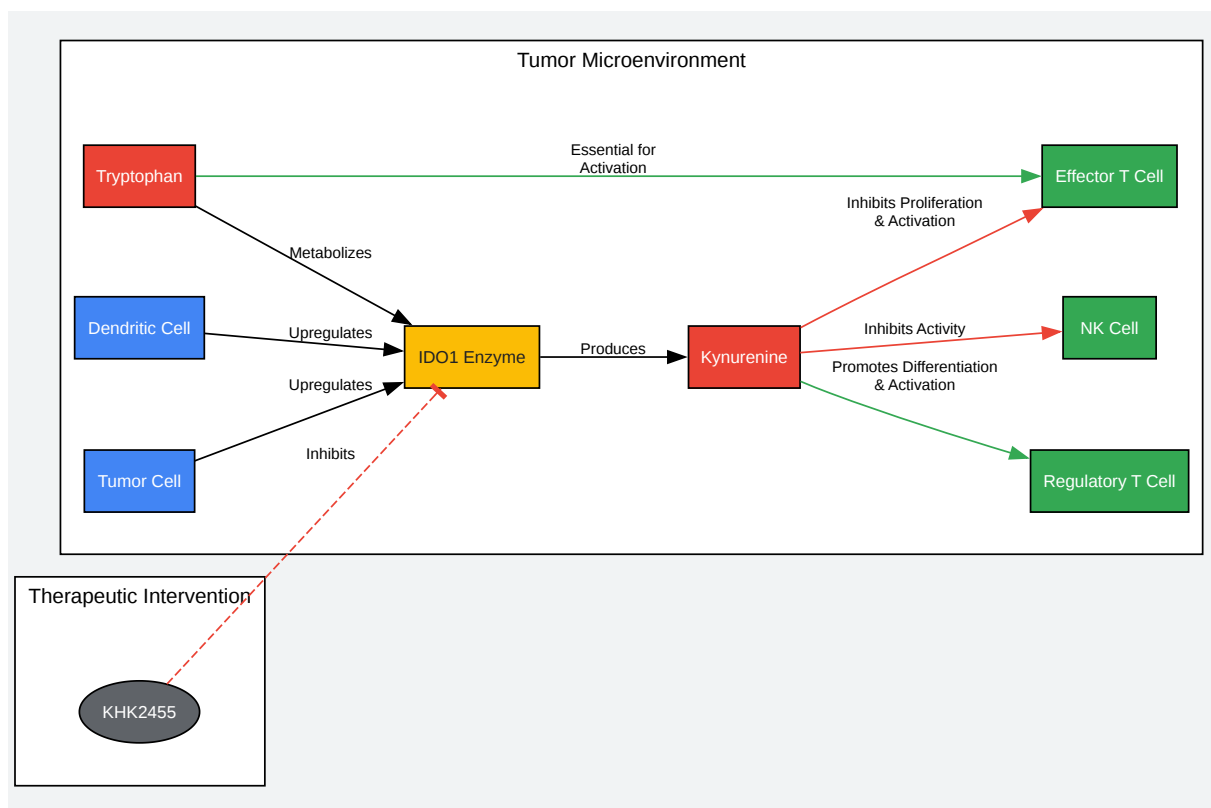 Tumor Microenvironment
Essential for
Activation
Tryptophan
Effector T Cell
Inhibits Proliferation
& Activation
Metabolizes
Dendritic Cell
Upregulates
IDO1 Enzyme
Produces
Kynurenine
Inhibits Activity
NK Cell
Promotes Differentiation
& Activation
Upregulates
Inhibits
Tumor Cell
Regulatory T Cell
Therapeutic Intervention
KHK2455